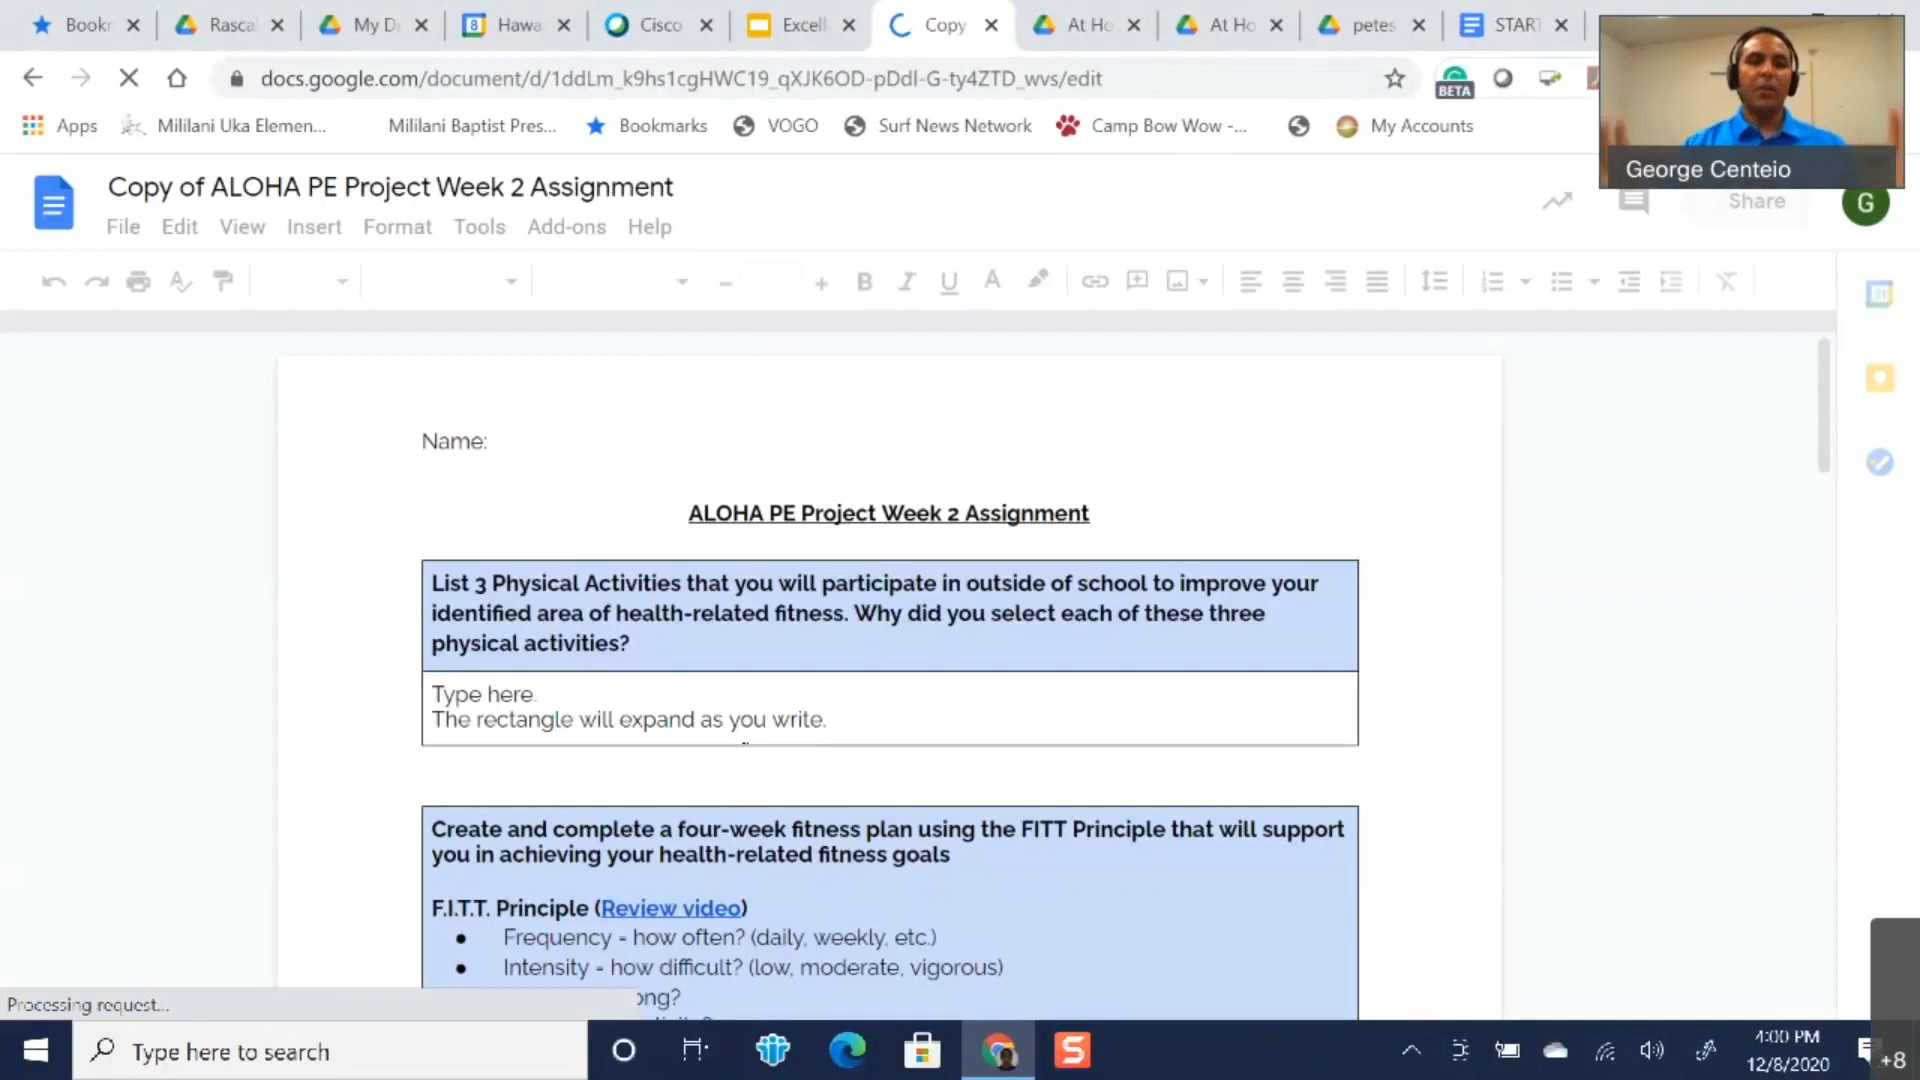 Bookr
Rasca
My Dr
8
Hawa
Cisco
Excell
Copy
At Ho
At Ho
petes
START
docs.google.com/document/d/1ddLm_k9hs1cgHWC19_qXJK6OD-pDdI-G-ty4ZTD_wvs/edit
BETA
Apps
Mililani Uka Elemen...
Mililani Baptist Pres...
Bookmarks
VOGO
Surf News Network
Camp Bow Wow -...
My Accounts
George Centeio
Copy of ALOHA PE Project Week 2 Assignment
Share
G
File Edit View Insert Format Tools Add-ons Help
B I U A
31
Name:
ALOHA PE Project Week 2 Assignment
List 3 Physical Activities that you will participate in outside of school to improve your
identified area of health-related fitness. Why did you select each of these three
physical activities?
Type here.
The rectangle will expand as you write.
Create and complete a four-week fitness plan using the FITT Principle that will support
you in achieving your health-related fitness goals
F.I.T.T. Principle (Review video)
● Frequency = how often? (daily, weekly, etc.)
● Intensity = how difficult? (low, moderate, vigorous)
ong?
Processing request...
Type here to search
S
4:00 PM
12/8/2020
+8